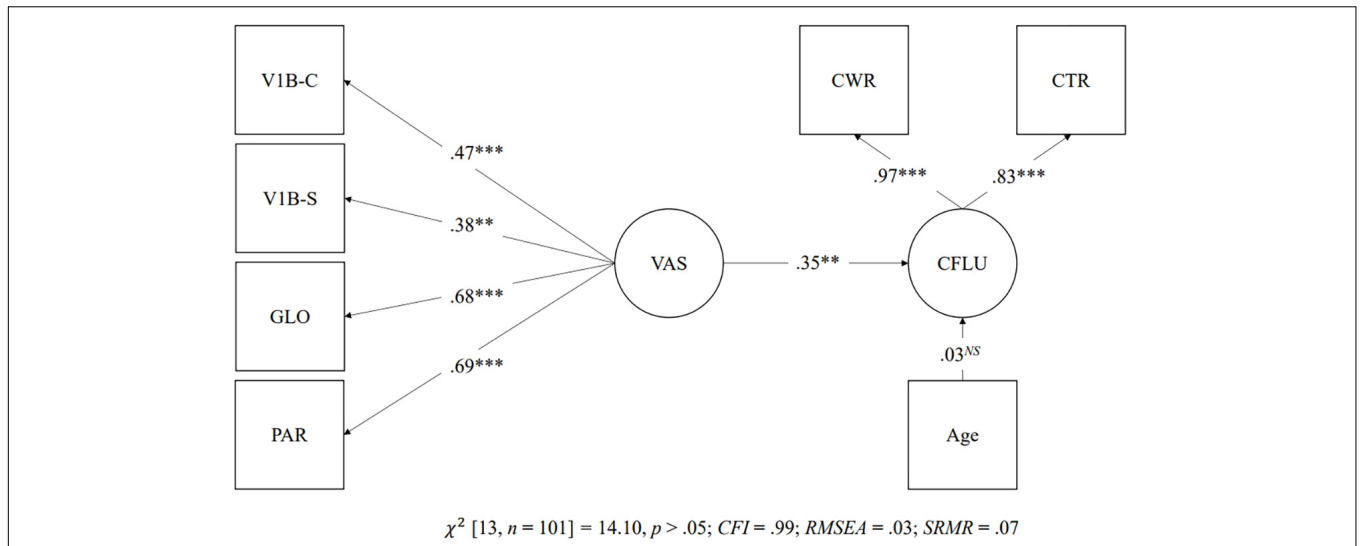 V1B-C
V1B-S
GLO
PAR
.47***
.38**
.68***
.69***
VAS
.35**
CWR
CTR
.97***
.83***
CFLU
.03NS
Age
χ² [13, n = 101] = 14.10, p > .05; CFI = .99; RMSEA = .03; SRMR = .07